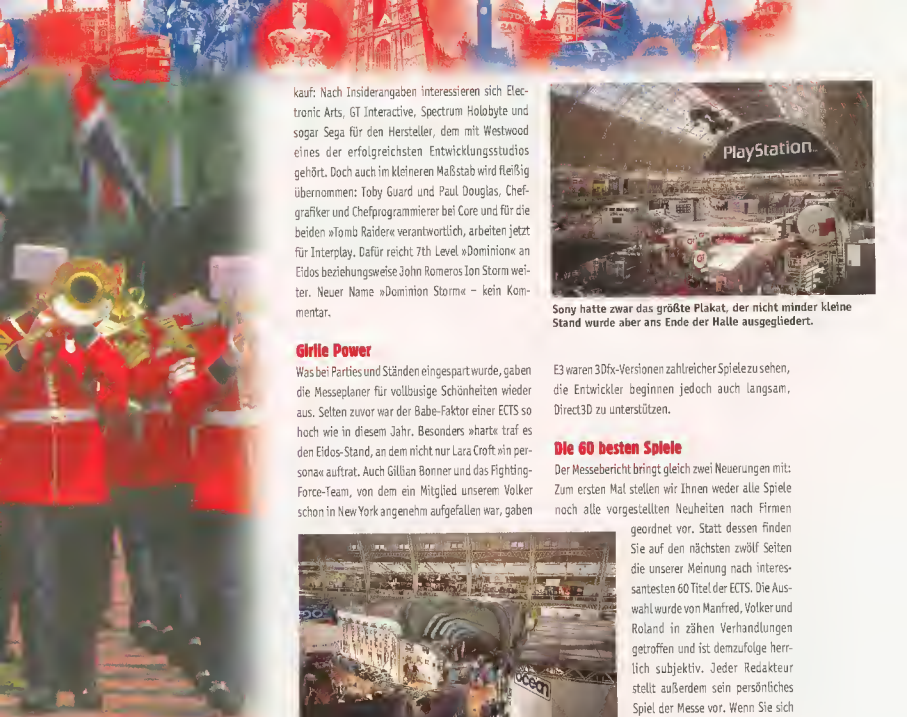 kauf: Nach Insiderangaben interessieren sich Elec-
tronic Arts, GT Interactive, Spectrum Holobyte und
sogar Sega für den Hersteller, dem mit Westwood
eines der erfolgreichsten Entwicklungsstudios
gehört. Doch auch im kleineren Maßstab wird fleißig
übernommen: Toby Guard und Paul Douglas, Chef-
grafiker und Chefprogrammierer bei Core und für die
beiden »Tomb Raider« verantwortlich, arbeiten jetzt
für Interplay. Dafür reicht 7th Level »Dominion« an
Eidos beziehungsweise John Romeros Ion Storm wei-
ter. Neuer Name »Dominion Storm« – kein Kom-
mentar.
Girlie Power
Was bei Parties und Ständen eingespart wurde, gaben
die Messeplaner für vollbusige Schönheiten wieder
aus. Selten zuvor war der Babe-Faktor einer ECTS so
hoch wie in diesem Jahr. Besonders »hart« traf es
den Eidos-Stand, an dem nicht nur Lara Croft »in per-
sona« auftrat. Auch Gillian Bonner und das Fighting-
Force-Team, von dem ein Mitglied unserem Volker
schon in New York angenehm aufgefallen war, gaben
ocean
PlayStation
GT
Sony hatte zwar das größte Plakat, der nicht minder kleine
Stand wurde aber ans Ende der Halle ausgegliedert.
E3 waren 3Dfx-Versionen zahlreicher Spiele zu sehen,
die Entwickler beginnen jedoch auch langsam,
Direct3D zu unterstützen.
Die 60 besten Spiele
Der Messebericht bringt gleich zwei Neuerungen mit:
Zum ersten Mal stellen wir Ihnen weder alle Spiele
noch alle vorgestellten Neuheiten nach Firmen
geordnet vor. Statt dessen finden
Sie auf den nächsten zwölf Seiten
die unserer Meinung nach interes-
santesten 60 Titel der ECTS. Die Aus-
wahl wurde von Manfred, Volker und
Roland in zähen Verhandlungen
getroffen und ist demzufolge herr-
lich subjektiv. Jeder Redakteur
stellt außerdem sein persönliches
Spiel der Messe vor. Wenn Sie sich